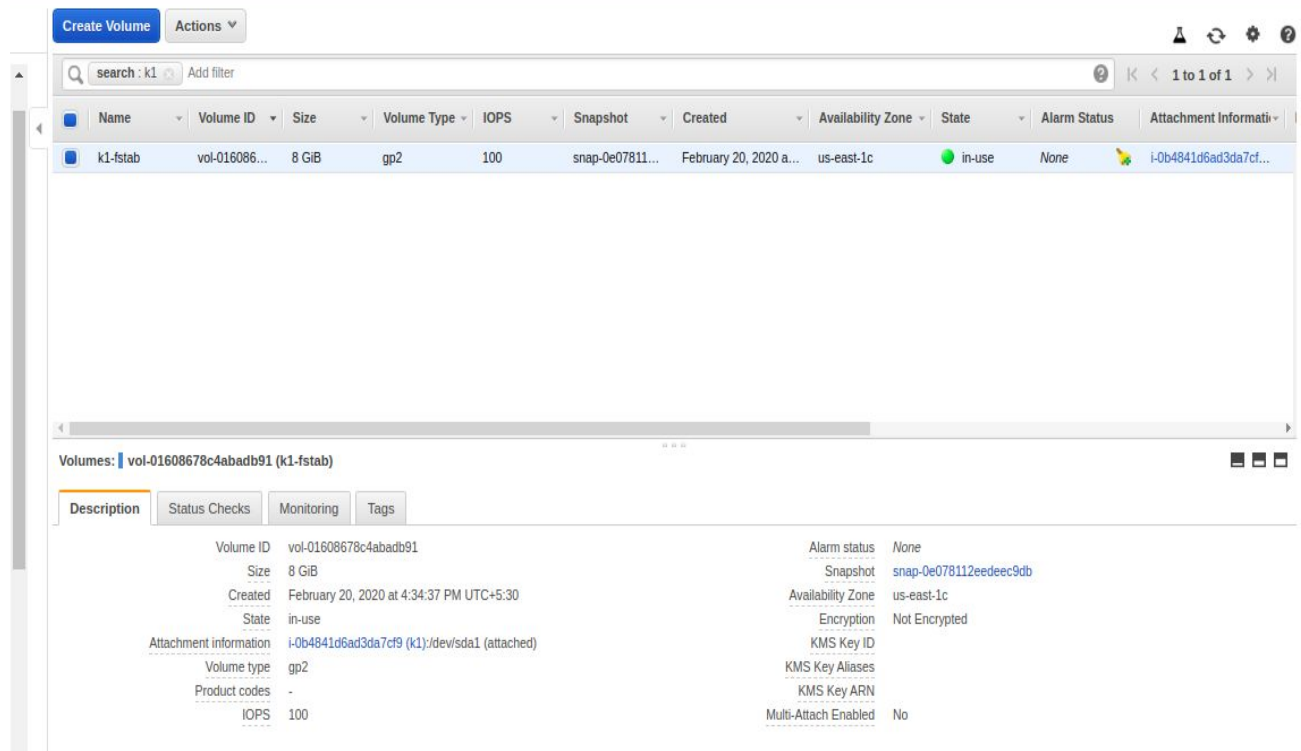 Create Volume Actions
search : k1 Add filter 1 to 1 of 1
Name Volume ID Size Volume Type IOPS Snapshot Created Availability Zone State Alarm Status Attachment Informati
k1-fstab vol-016086... 8 GiB gp2 100 snap-0e07811... February 20, 2020 a... us-east-1c in-use None i-0b4841d6ad3da7cf...
Volumes: vol-01608678c4abadb91 (k1-fstab)
Description Status Checks Monitoring Tags
Volume ID vol-01608678c4abadb91 Alarm status None
Size 8 GiB Snapshot snap-0e078112eedeec9db
Created February 20, 2020 at 4:34:37 PM UTC+5:30 Availability Zone us-east-1c
State in-use Encryption Not Encrypted
Attachment information i-0b4841d6ad3da7cf9 (k1):/dev/sda1 (attached) KMS Key ID
Volume type gp2 KMS Key Aliases
Product codes - KMS Key ARN
IOPS 100 Multi-Attach Enabled No